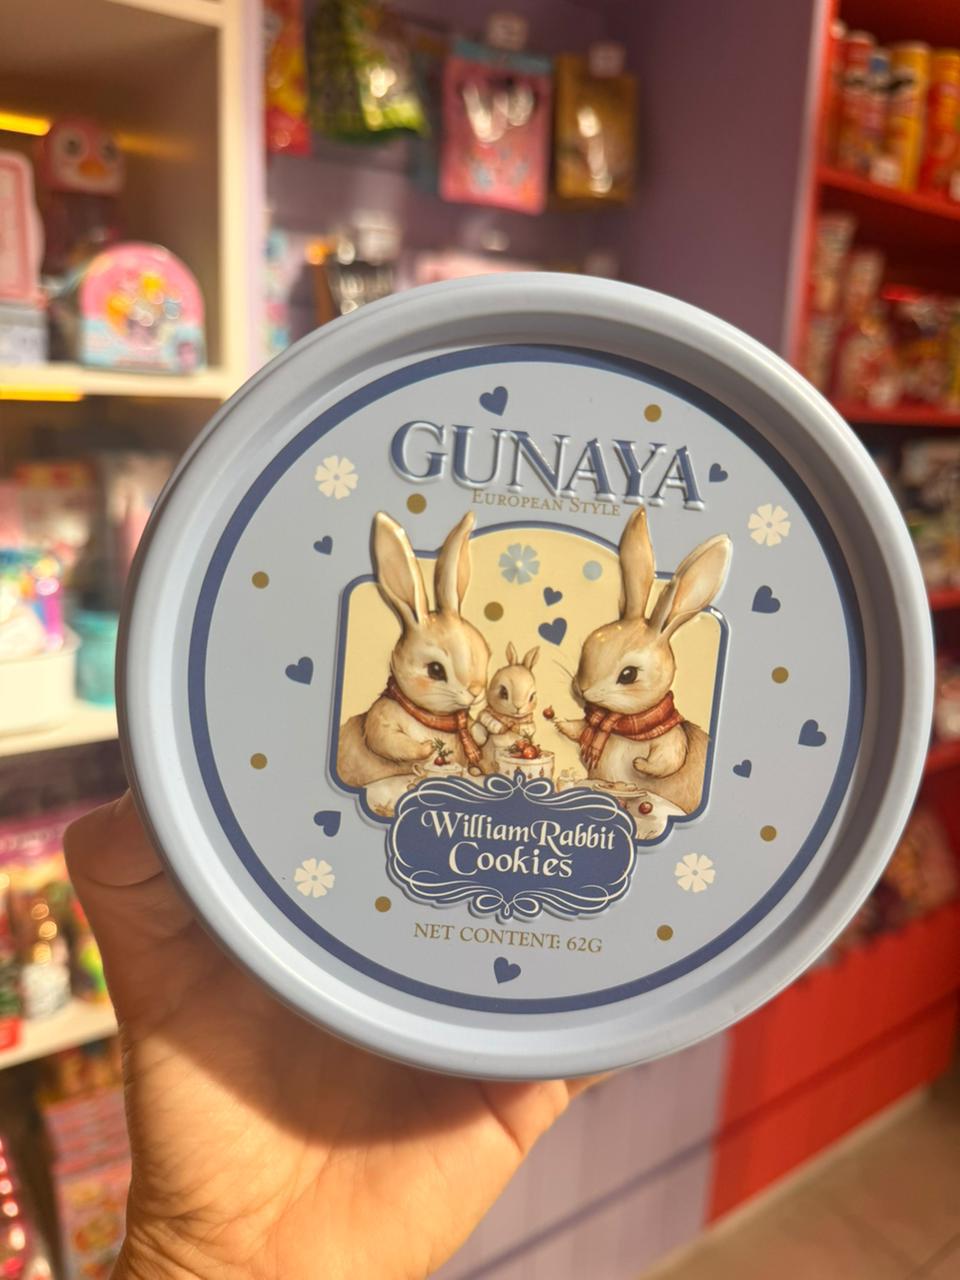 GUNAYA
EUROPEAN STYLE
William Rabbit
Cookies
NET CONTENT: 62G